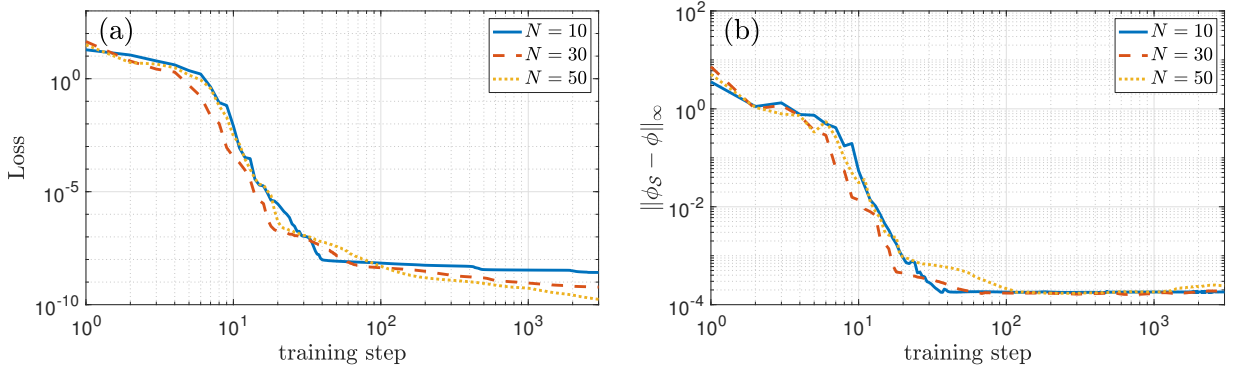 (a)
N = 10
N = 30
N = 50
Loss
10^0
10^{-5}
10^{-10}
10^0
10^1
10^2
10^3
training step
(b)
N = 10
N = 30
N = 50
‖ϕ_𝒮 − ϕ‖_∞
10^2
10^0
10^{-2}
10^{-4}
10^0
10^1
10^2
10^3
training step